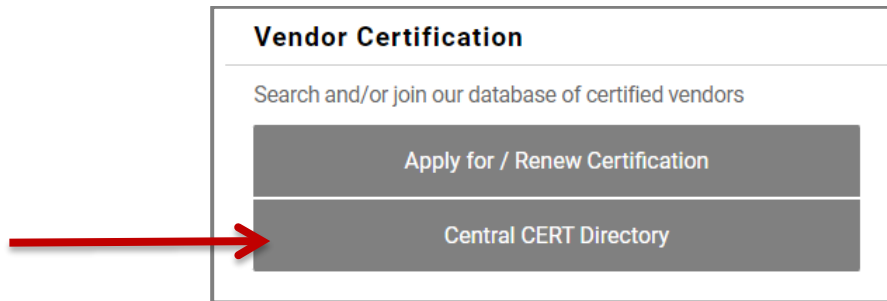 Vendor Certification
Search and/or join our database of certified vendors
Apply for / Renew Certification
Central CERT Directory